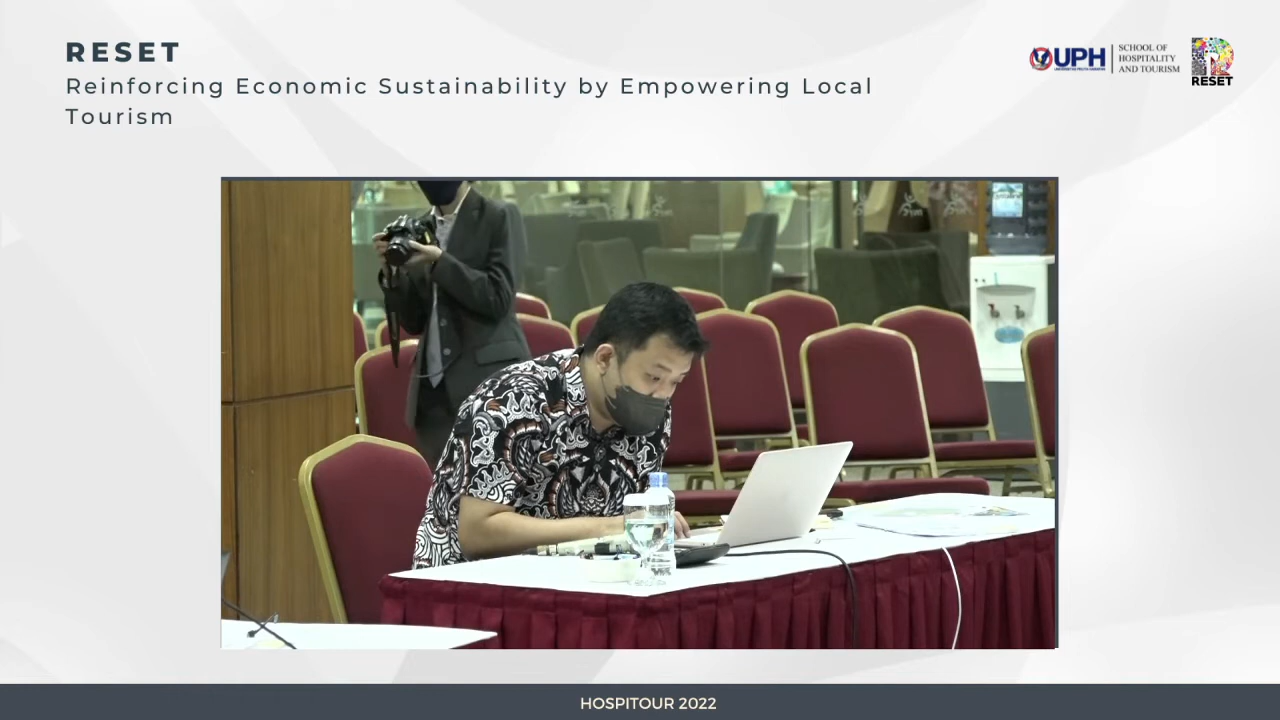 RESET
Reinforcing Economic Sustainability by Empowering Local
Tourism
UPH
SCHOOL OF
HOSPITALITY
AND TOURISM
RESET
HOSPITOUR 2022